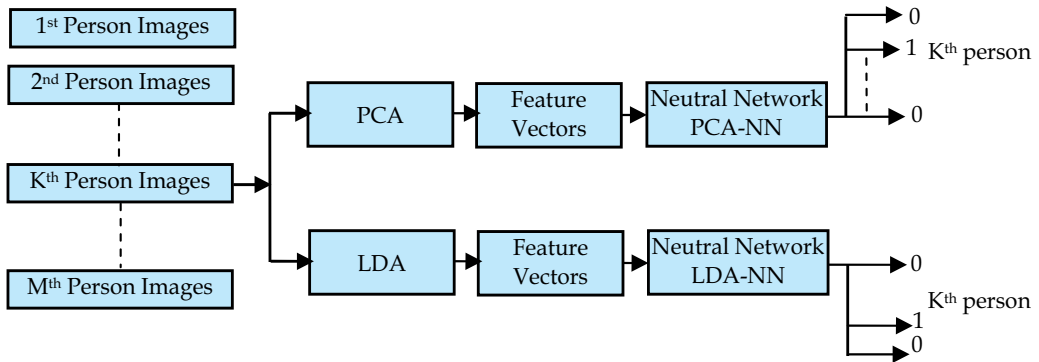 1st Person Images
2nd Person Images
Kth Person Images
Mth Person Images
PCA
Feature
Vectors
Neutral Network
PCA-NN
0
1 Kth person
0
LDA
Feature
Vectors
Neutral Network
LDA-NN
0
Kth person
1
0